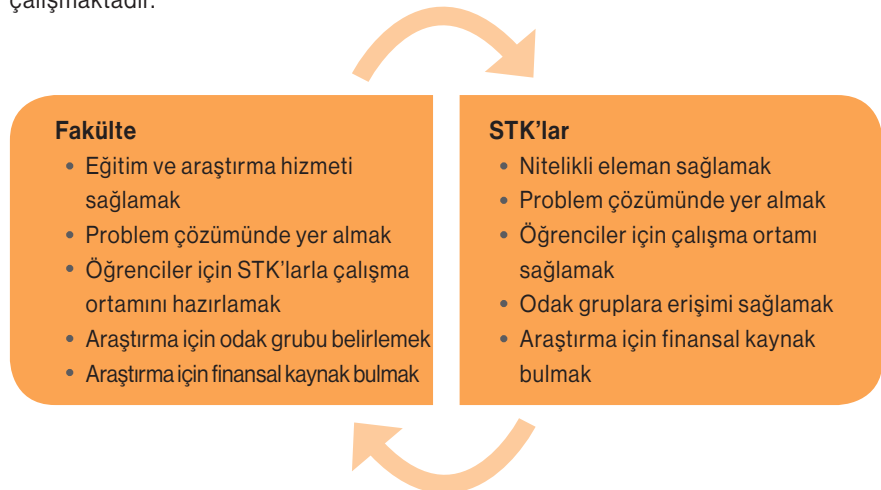 çalışmaktadır.
Fakülte
• Eğitim ve araştırma hizmeti
sağlamak
• Problem çözümünde yer almak
• Öğrenciler için STK'larla çalışma
ortamını hazırlamak
• Araştırma için odak grubu belirlemek
• Araştırma için finansal kaynak bulmak
STK'lar
• Nitelikli eleman sağlamak
• Problem çözümünde yer almak
• Öğrenciler için çalışma ortamı
sağlamak
• Odak gruplara erişimi sağlamak
• Araştırma için finansal kaynak
bulmak